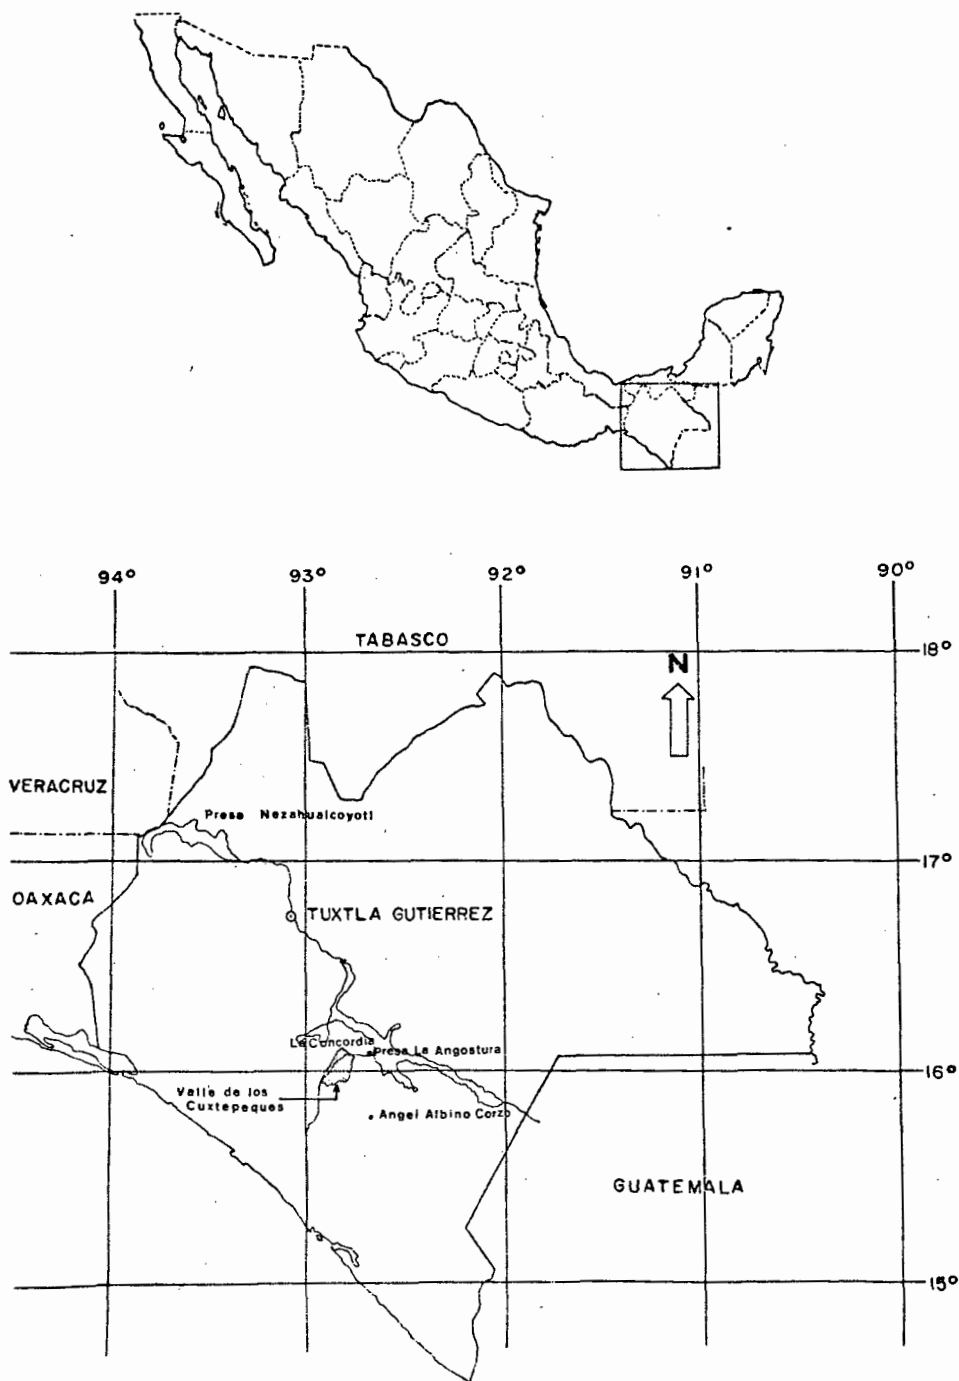 94° 93° 92° 91° 90°
TABASCO
18°
N
VERACRUZ
Presa Nezahualcoyotl
17°
OAXACA
TUXTLA GUTIERREZ
La Concordia
Presa La Angostura
16°
Valle de los
Cuxtepeques
Angel Albino Corzo
GUATEMALA
15°